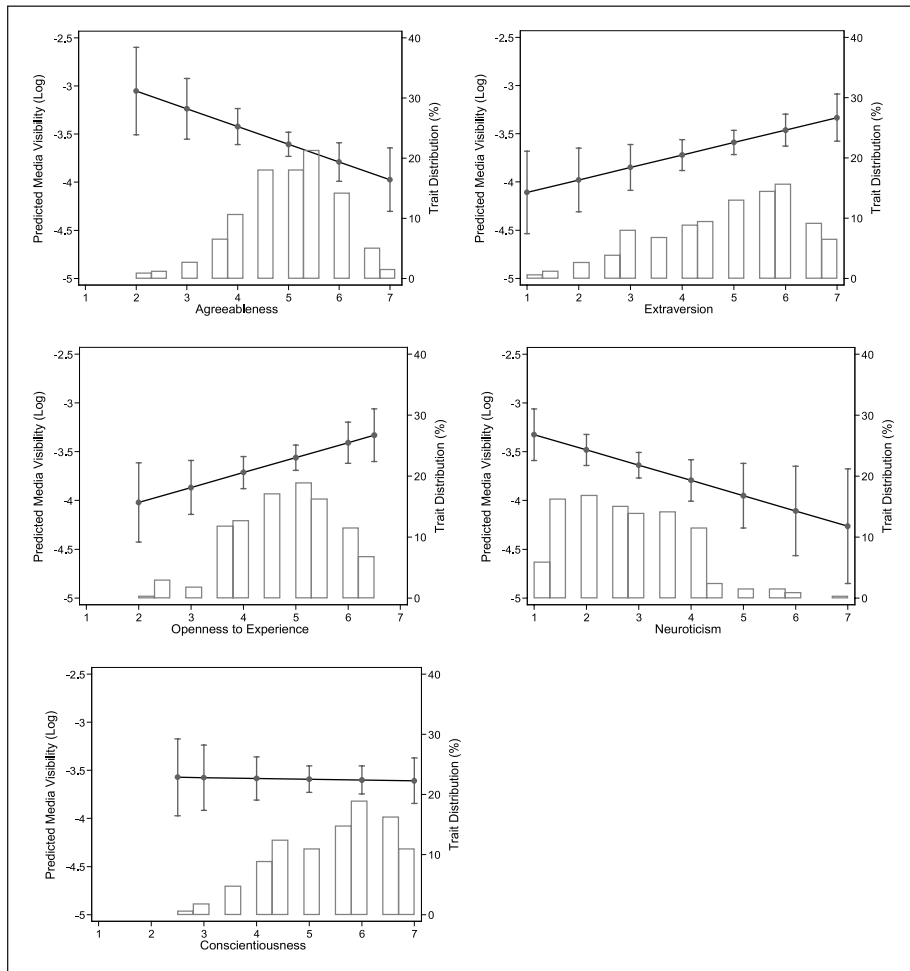 -2.5
-3
-3.5
-4
-4.5
-5
Predicted Media Visibility (Log)
40
30
20
10
0
Trait Distribution (%)
1 2 3 4 5 6 7
Agreeableness
-2.5
-3
-3.5
-4
-4.5
-5
Predicted Media Visibility (Log)
40
30
20
10
0
Trait Distribution (%)
1 2 3 4 5 6 7
Extraversion
-2.5
-3
-3.5
-4
-4.5
-5
Predicted Media Visibility (Log)
40
30
20
10
0
Trait Distribution (%)
1 2 3 4 5 6 7
Openness to Experience
-2.5
-3
-3.5
-4
-4.5
-5
Predicted Media Visibility (Log)
40
30
20
10
0
Trait Distribution (%)
1 2 3 4 5 6 7
Neuroticism
-2.5
-3
-3.5
-4
-4.5
-5
Predicted Media Visibility (Log)
40
30
20
10
0
Trait Distribution (%)
1 2 3 4 5 6 7
Conscientiousness